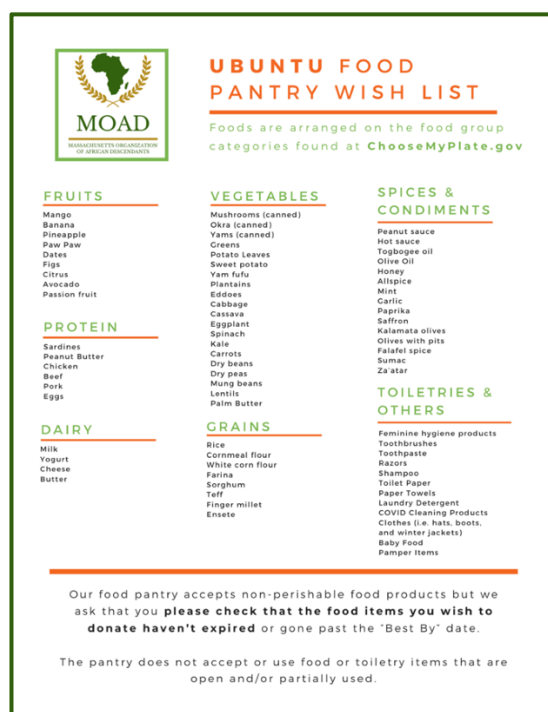 MOAD
MASSACHUSETTS ORGANIZATION
OF AFRICAN DESCENDANTS
UBUNTU FOOD
PANTRY WISH LIST
Foods are arranged on the food group
categories found at ChooseMyPlate.gov
FRUITS
Mango
Banana
Pineapple
Paw Paw
Dates
Figs
Citrus
Avocado
Passion fruit
PROTEIN
Sardines
Peanut Butter
Chicken
Beef
Pork
Eggs
DAIRY
Milk
Yogurt
Cheese
Butter
VEGETABLES
Mushrooms (canned)
Okra (canned)
Yams (canned)
Greens
Potato Leaves
Sweet potato
Yam fufu
Plantains
Eddoes
Cabbage
Cassava
Eggplant
Spinach
Kale
Carrots
Dry beans
Dry peas
Mung beans
Lentils
Palm Butter
GRAINS
Rice
Cornmeal flour
White corn flour
Farina
Sorghum
Teff
Finger millet
Ensete
SPICES &
CONDIMENTS
Peanut sauce
Hot sauce
Togbogee oil
Olive Oil
Honey
Allspice
Mint
Garlic
Paprika
Saffron
Kalamata olives
Olives with pits
Falafel spice
Sumac
Za'atar
TOILETRIES &
OTHERS
Feminine hygiene products
Toothbrushes
Toothpaste
Razors
Shampoo
Toilet Paper
Paper Towels
Laundry Detergent
COVID Cleaning Products
Clothes (i.e. hats, boots,
and winter jackets)
Baby Food
Pamper Items
Our food pantry accepts non-perishable food products but we
ask that you please check that the food items you wish to
donate haven't expired or gone past the "Best By" date.
The pantry does not accept or use food or toiletry items that are
open and/or partially used.